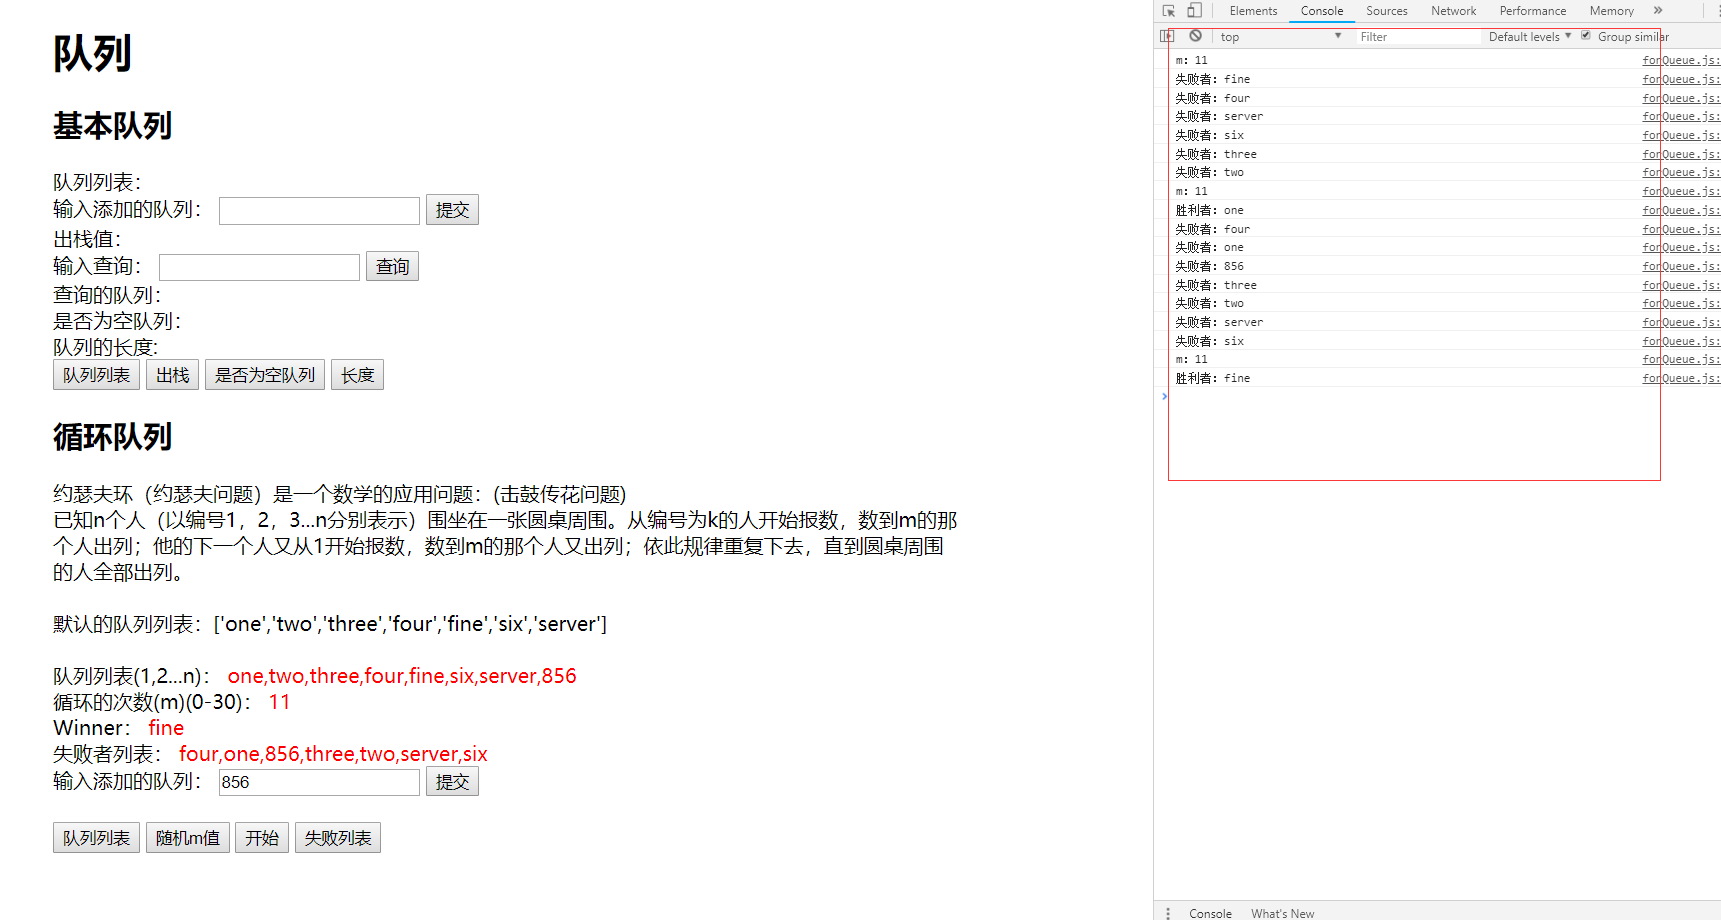 队列
基本队列
队列列表：
输入添加的队列： 提交
出栈值：
输入查询： 查询
查询的队列：
是否为空队列：
队列的长度:
队列列表 出栈 是否为空队列 长度
循环队列
约瑟夫环（约瑟夫问题）是一个数学的应用问题：(击鼓传花问题)
已知n个人（以编号1，2，3...n分别表示）围坐在一张圆桌周围。从编号为k的人开始报数，数到m的那
个人出列；他的下一个人又从1开始报数，数到m的那个人又出列；依此规律重复下去，直到圆桌周围
的人全部出列。
默认的队列列表：['one','two','three','four','fine','six','server']
队列列表(1,2...n)： one,two,three,four,fine,six,server,856
循环的次数(m)(0-30)： 11
Winner： fine
失败者列表： four,one,856,three,two,server,six
输入添加的队列： 856 提交
队列列表 随机m值 开始 失败列表
Elements Console Sources Network Performance Memory »
top Filter Default levels Group similar
m: 11 forQueue.js:
失败者: fine forQueue.js:
失败者: four forQueue.js:
失败者: server forQueue.js:
失败者: six forQueue.js:
失败者: three forQueue.js:
失败者: two forQueue.js:
m: 11 forQueue.js:
胜利者: one forQueue.js:
失败者: four forQueue.js:
失败者: one forQueue.js:
失败者: 856 forQueue.js:
失败者: three forQueue.js:
失败者: two forQueue.js:
失败者: server forQueue.js:
失败者: six forQueue.js:
m: 11 forQueue.js:
胜利者: fine forQueue.js:
Console What's New